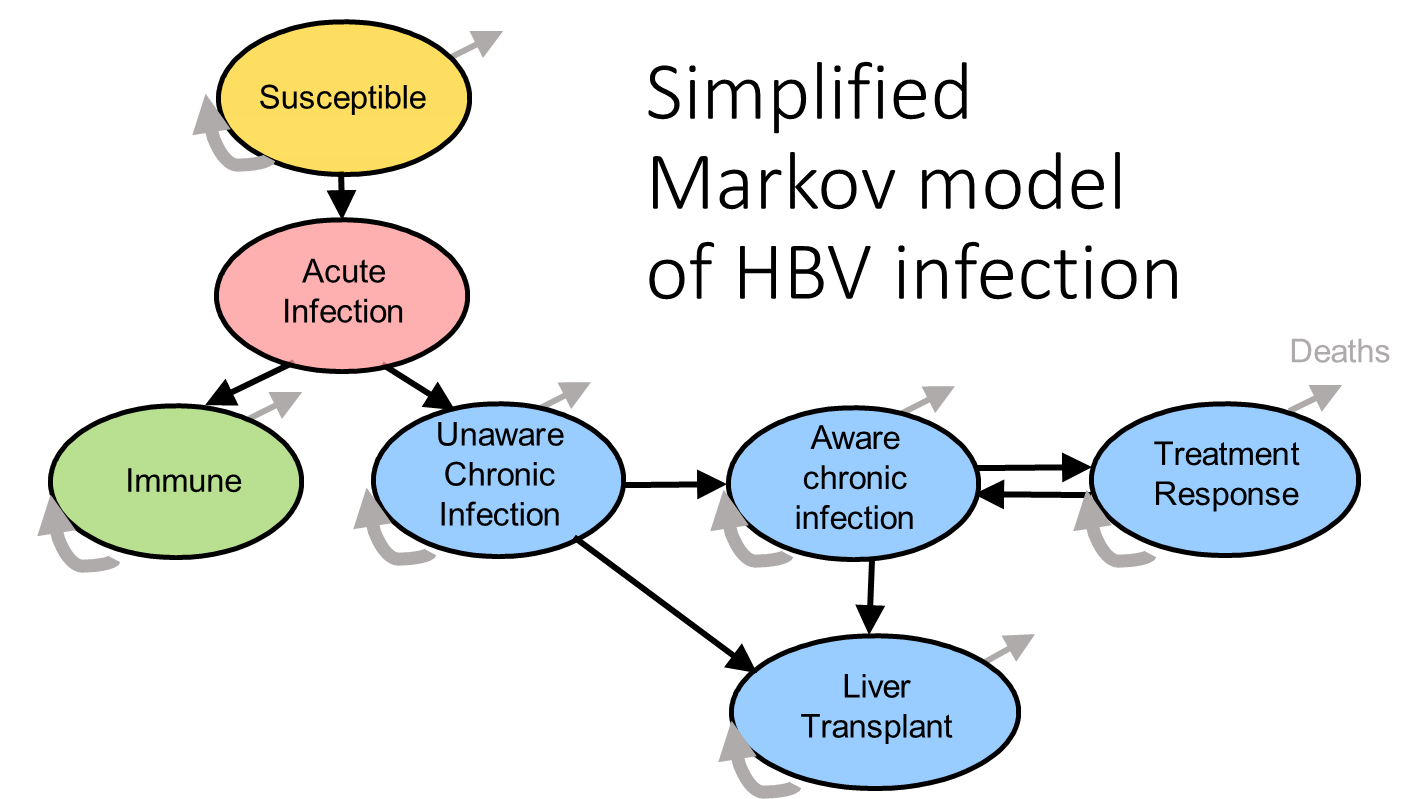 Susceptible
Simplified
Markov model
of HBV infection
Acute
Infection
Deaths
Immune
Unaware
Chronic
Infection
Aware
chronic
infection
Treatment
Response
Liver
Transplant